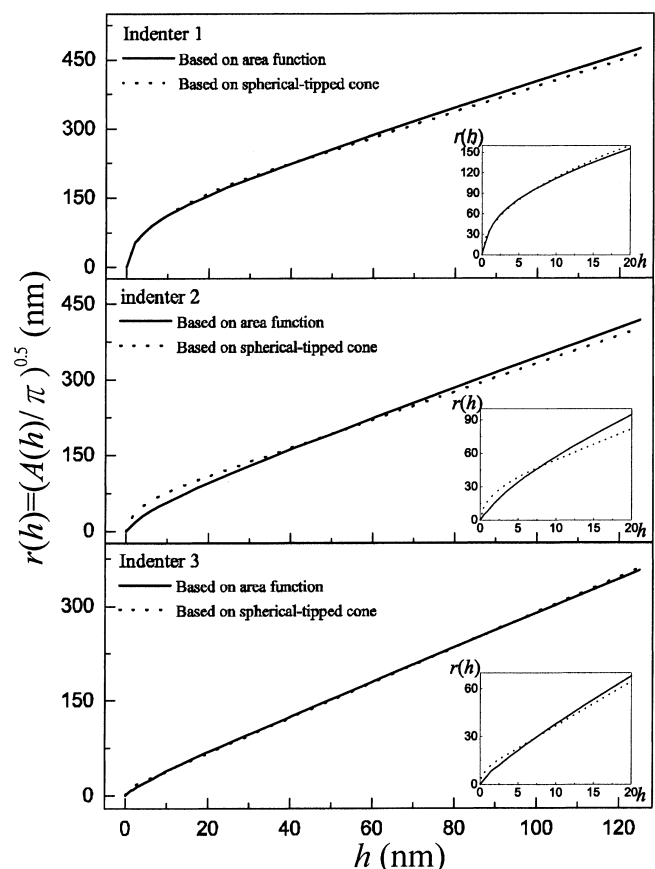 Indenter 1
Based on area function
Based on spherical-tipped cone
450
300
150
0
r(h)
150
120
90
60
30
0
0 5 10 15 20 h
indenter 2
Based on area function
Based on spherical-tipped cone
450
300
150
0
r(h)
90
60
30
0
0 5 10 15 20 h
Indenter 3
Based on area function
Based on spherical-tipped cone
300
150
0
r(h)
60
30
0
0 5 10 15 20 h
0 20 40 60 80 100 120
h (nm)
r(h)=(A(h)/π)^0.5 (nm)